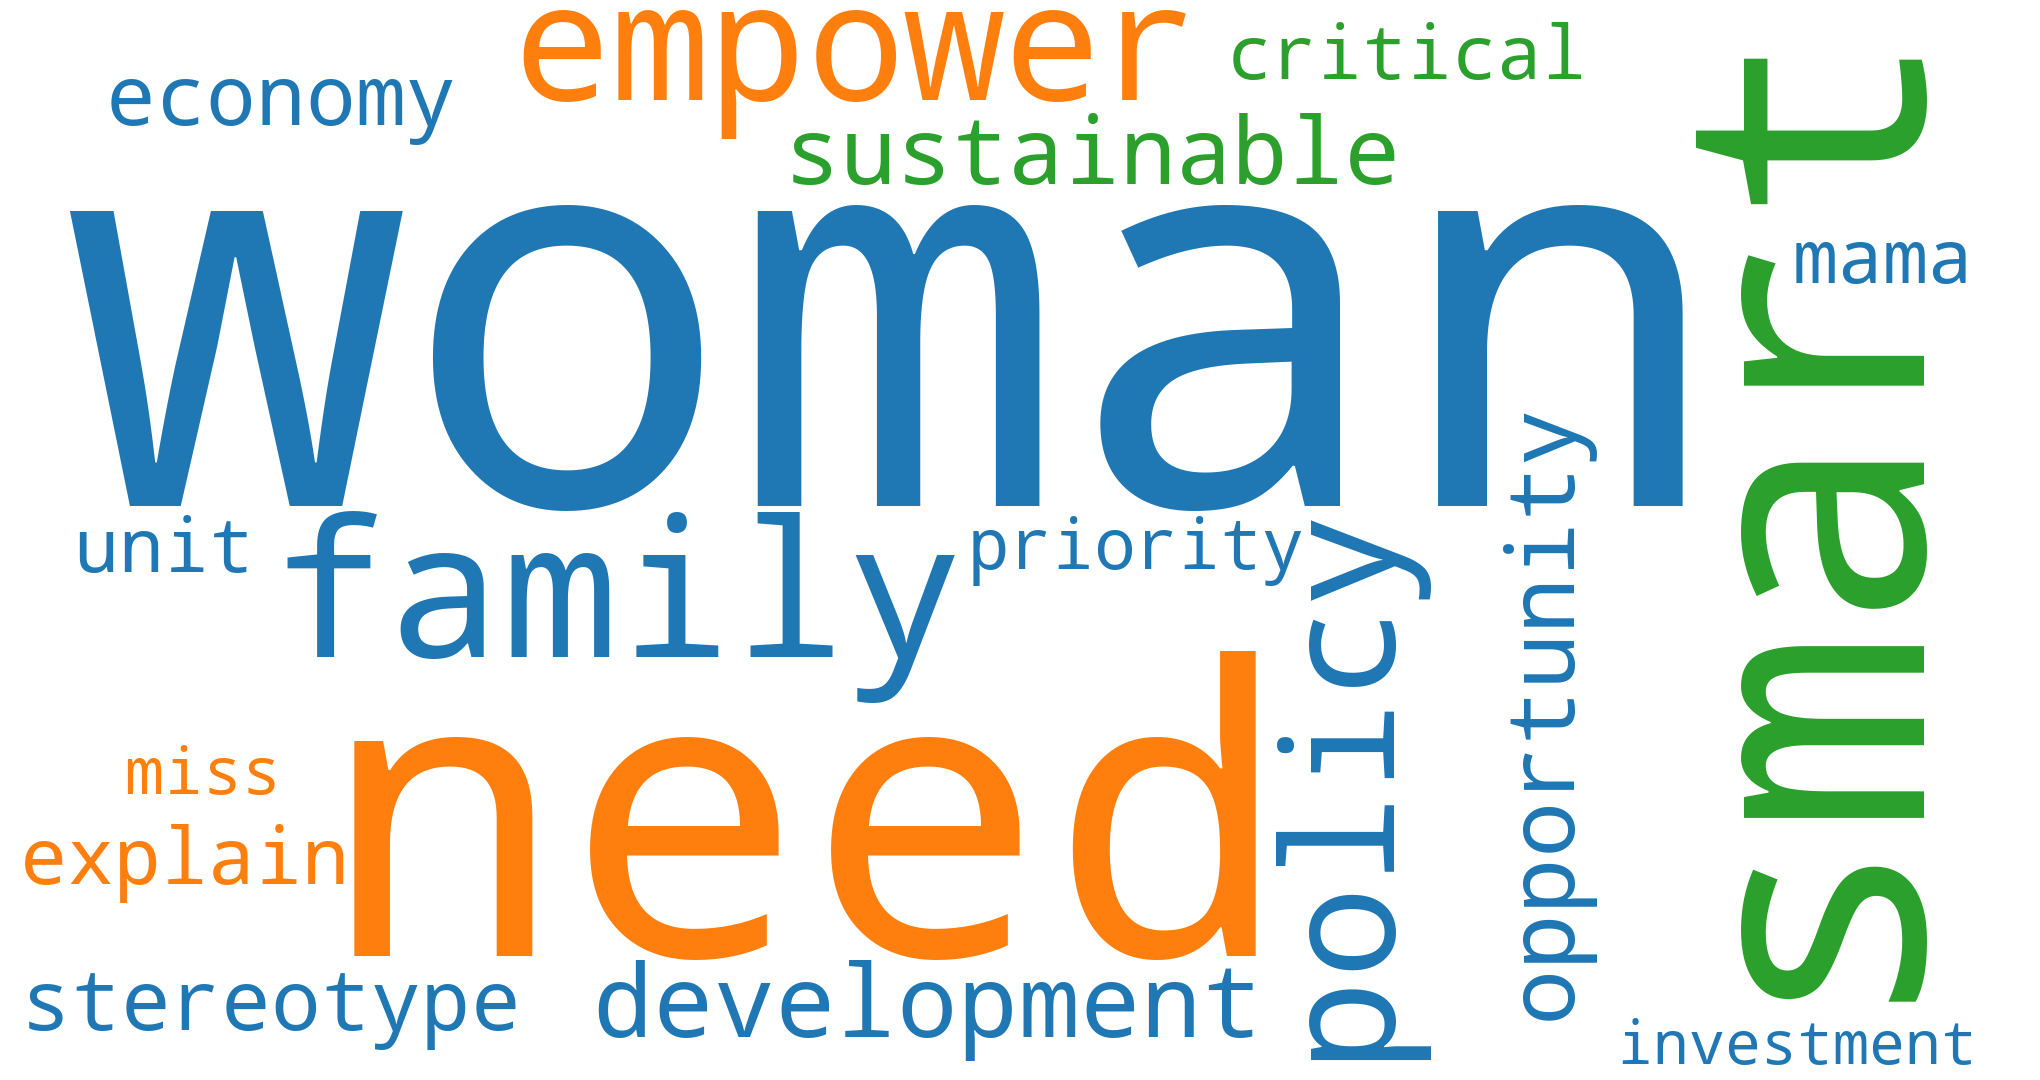 empower
critical
economy
sustainable
woman
smart
mama
unit
family
priority
policy
opportunity
need
miss
explain
stereotype
development
investment